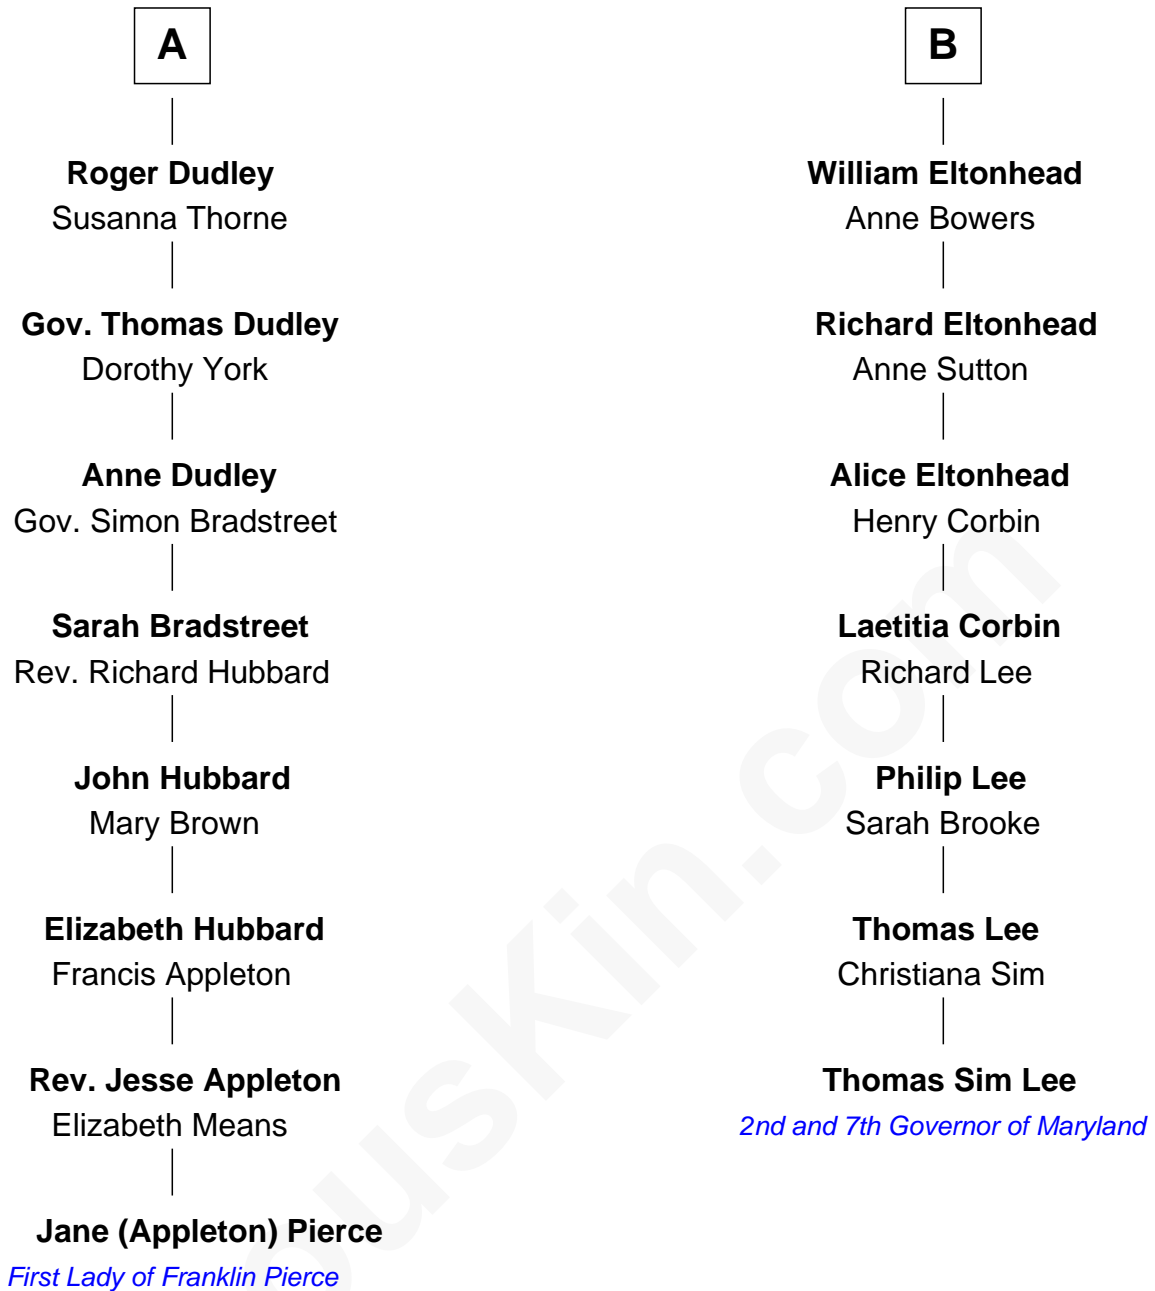 A
Roger Dudley
Susanna Thorne
Gov. Thomas Dudley
Dorothy York
Anne Dudley
Gov. Simon Bradstreet
Sarah Bradstreet
Rev. Richard Hubbard
John Hubbard
Mary Brown
Elizabeth Hubbard
Francis Appleton
Rev. Jesse Appleton
Elizabeth Means
Jane (Appleton) Pierce
First Lady of Franklin Pierce
B
William Eltonhead
Anne Bowers
Richard Eltonhead
Anne Sutton
Alice Eltonhead
Henry Corbin
Laetitia Corbin
Richard Lee
Philip Lee
Sarah Brooke
Thomas Lee
Christiana Sim
Thomas Sim Lee
2nd and 7th Governor of Maryland
ousKin.com